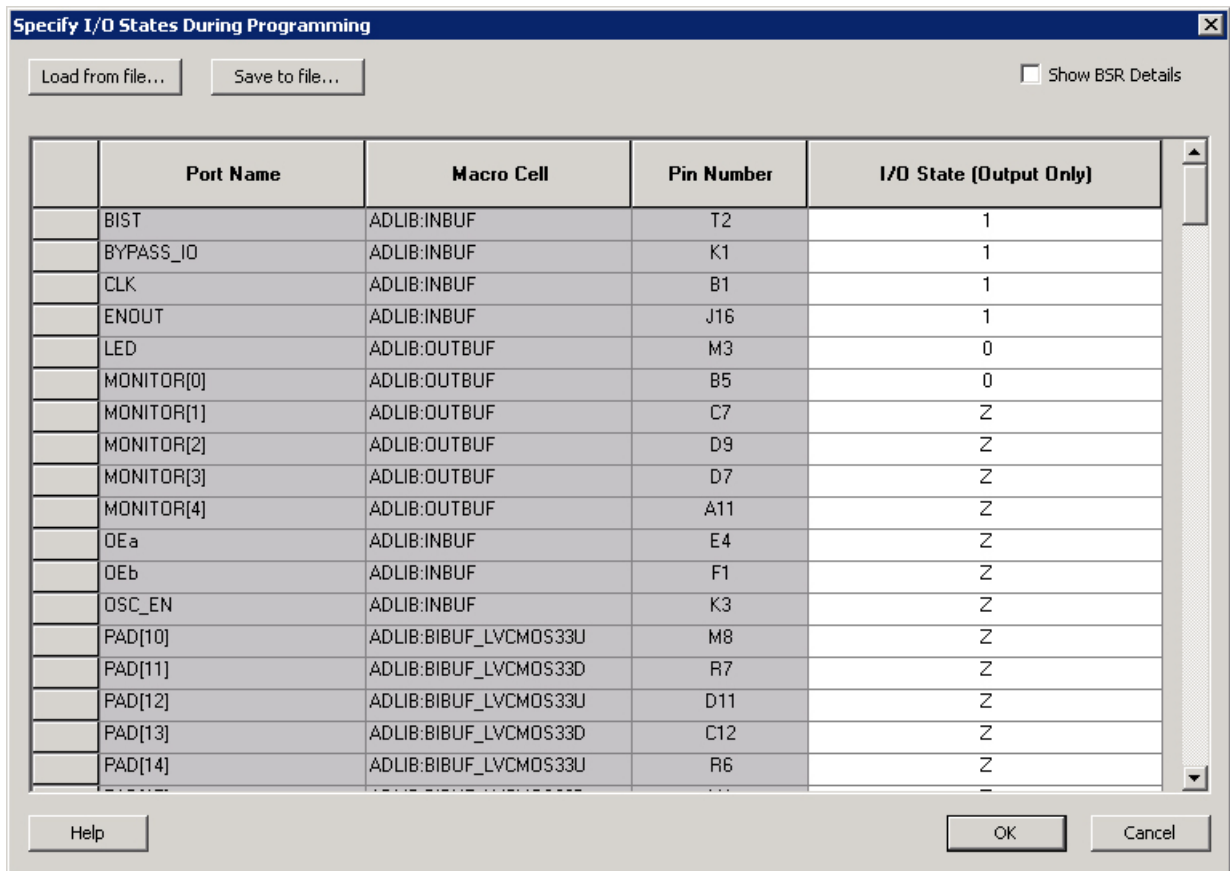 Specify I/O States During Programming
Load from file... Save to file... Show BSR Details
Port Name Macro Cell Pin Number I/O State (Output Only)
BIST ADLIB:INBUF T2 1
BYPASS_IO ADLIB:INBUF K1 1
CLK ADLIB:INBUF B1 1
ENOUT ADLIB:INBUF J16 1
LED ADLIB:OUTBUF M3 0
MONITOR[0] ADLIB:OUTBUF B5 0
MONITOR[1] ADLIB:OUTBUF C7 Z
MONITOR[2] ADLIB:OUTBUF D9 Z
MONITOR[3] ADLIB:OUTBUF D7 Z
MONITOR[4] ADLIB:OUTBUF A11 Z
OEa ADLIB:INBUF E4 Z
OEb ADLIB:INBUF F1 Z
OSC_EN ADLIB:INBUF K3 Z
PAD[10] ADLIB:BIBUF_LVCMOS33U M8 Z
PAD[11] ADLIB:BIBUF_LVCMOS33D R7 Z
PAD[12] ADLIB:BIBUF_LVCMOS33U D11 Z
PAD[13] ADLIB:BIBUF_LVCMOS33D C12 Z
PAD[14] ADLIB:BIBUF_LVCMOS33U R6 Z
Help OK Cancel